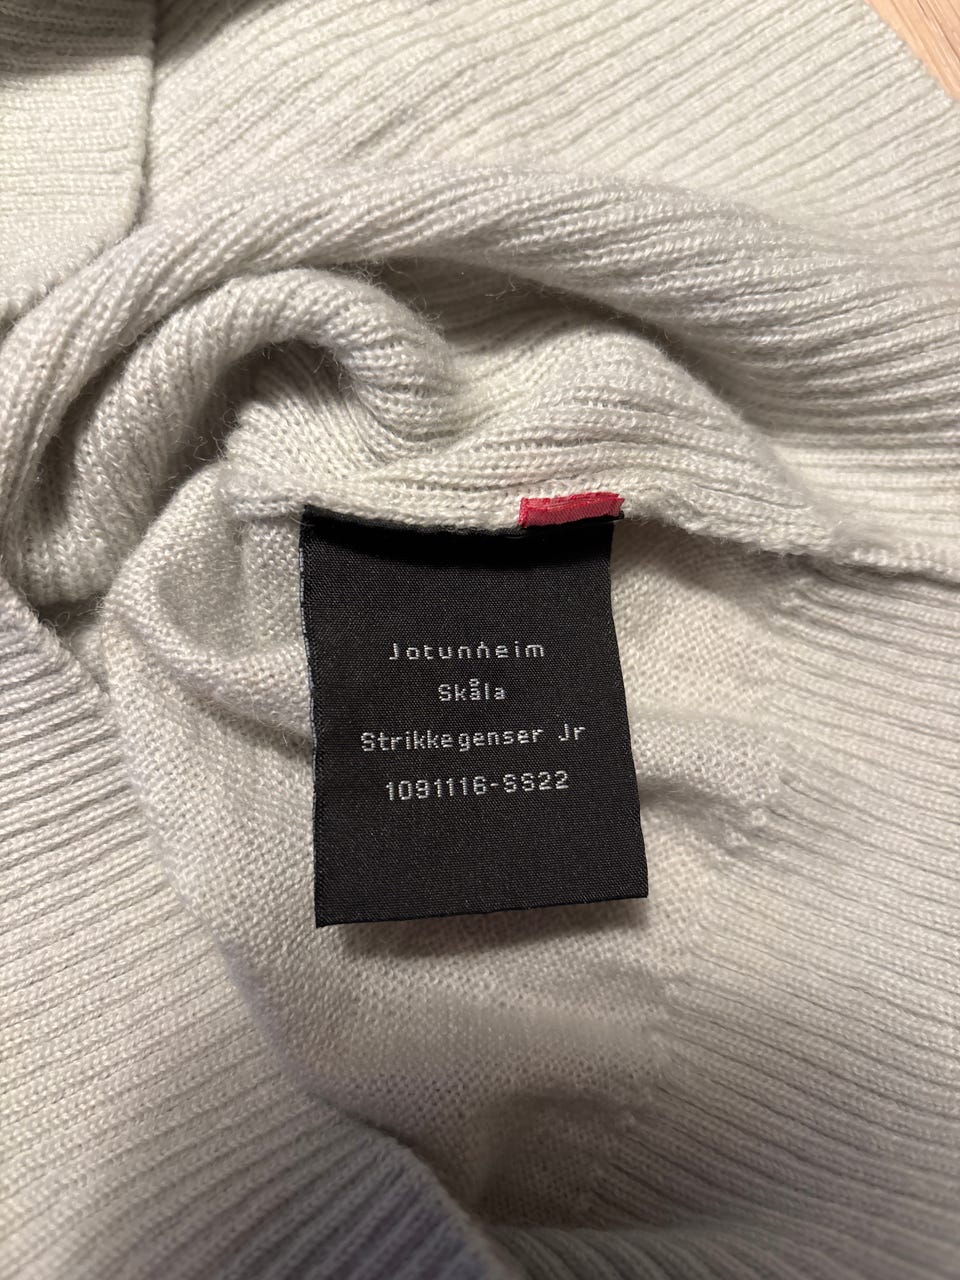 Jotunheim
Skåla
Strikkegenser Jr
1091116-SS22